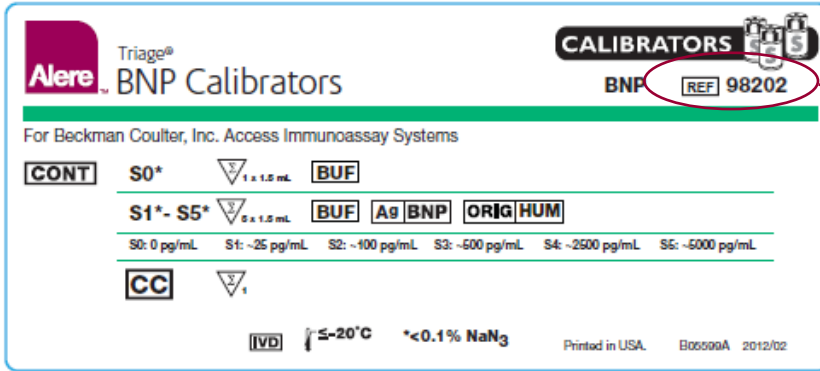 CALIBRATORS
S S S
Alere™
Triage®
BNP Calibrators
BNP REF 98202
For Beckman Coulter, Inc. Access Immunoassay Systems
CONT S0* Σ 1 x 1.5 mL BUF
S1*- S5* Σ 5 x 1.5 mL BUF Ag BNP ORIG HUM
S0: 0 pg/mL S1: ~25 pg/mL S2: ~100 pg/mL S3: ~500 pg/mL S4: ~2500 pg/mL S5: ~5000 pg/mL
CC Σ 1
IVD ≤-20°C *<0.1% NaN3 Printed in USA. B05599A 2012/02